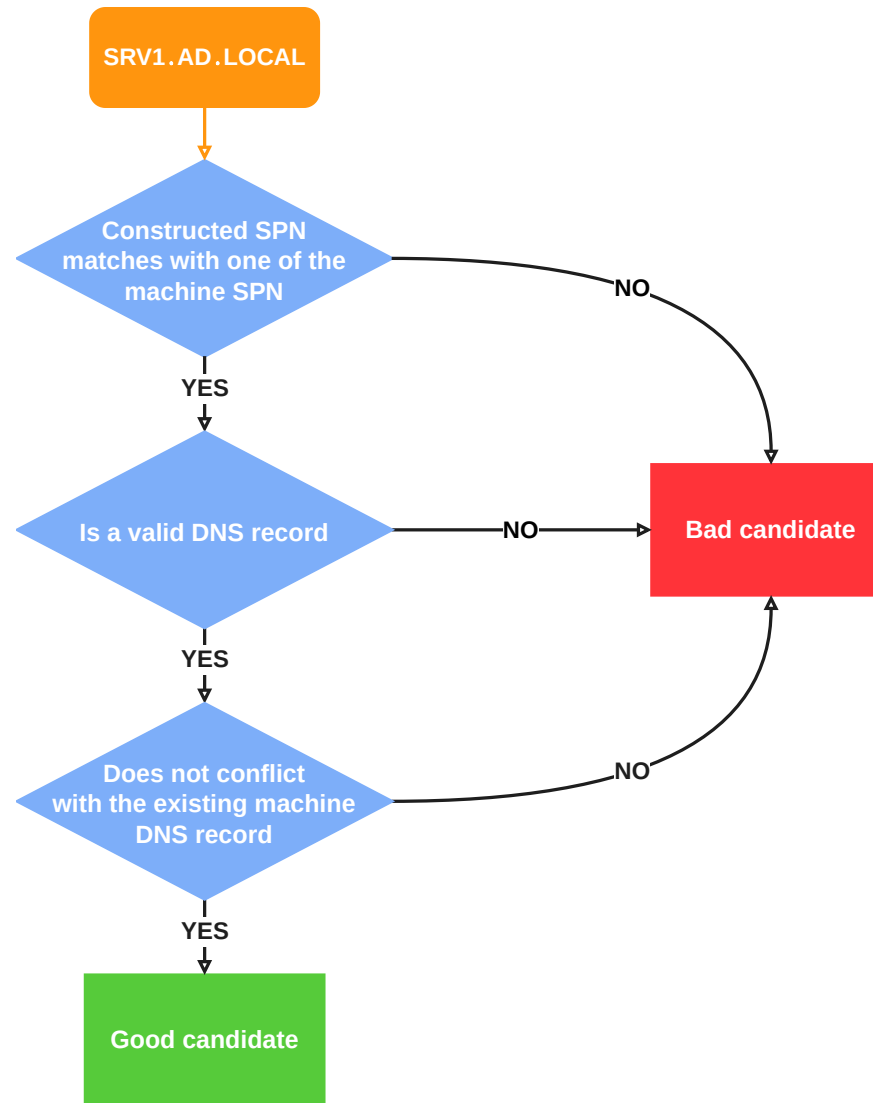 SRV1.AD.LOCAL
Constructed SPN
matches with one of the
machine SPN
NO
YES
Is a valid DNS record
NO
Bad candidate
YES
Does not conflict
with the existing machine
DNS record
NO
YES
Good candidate